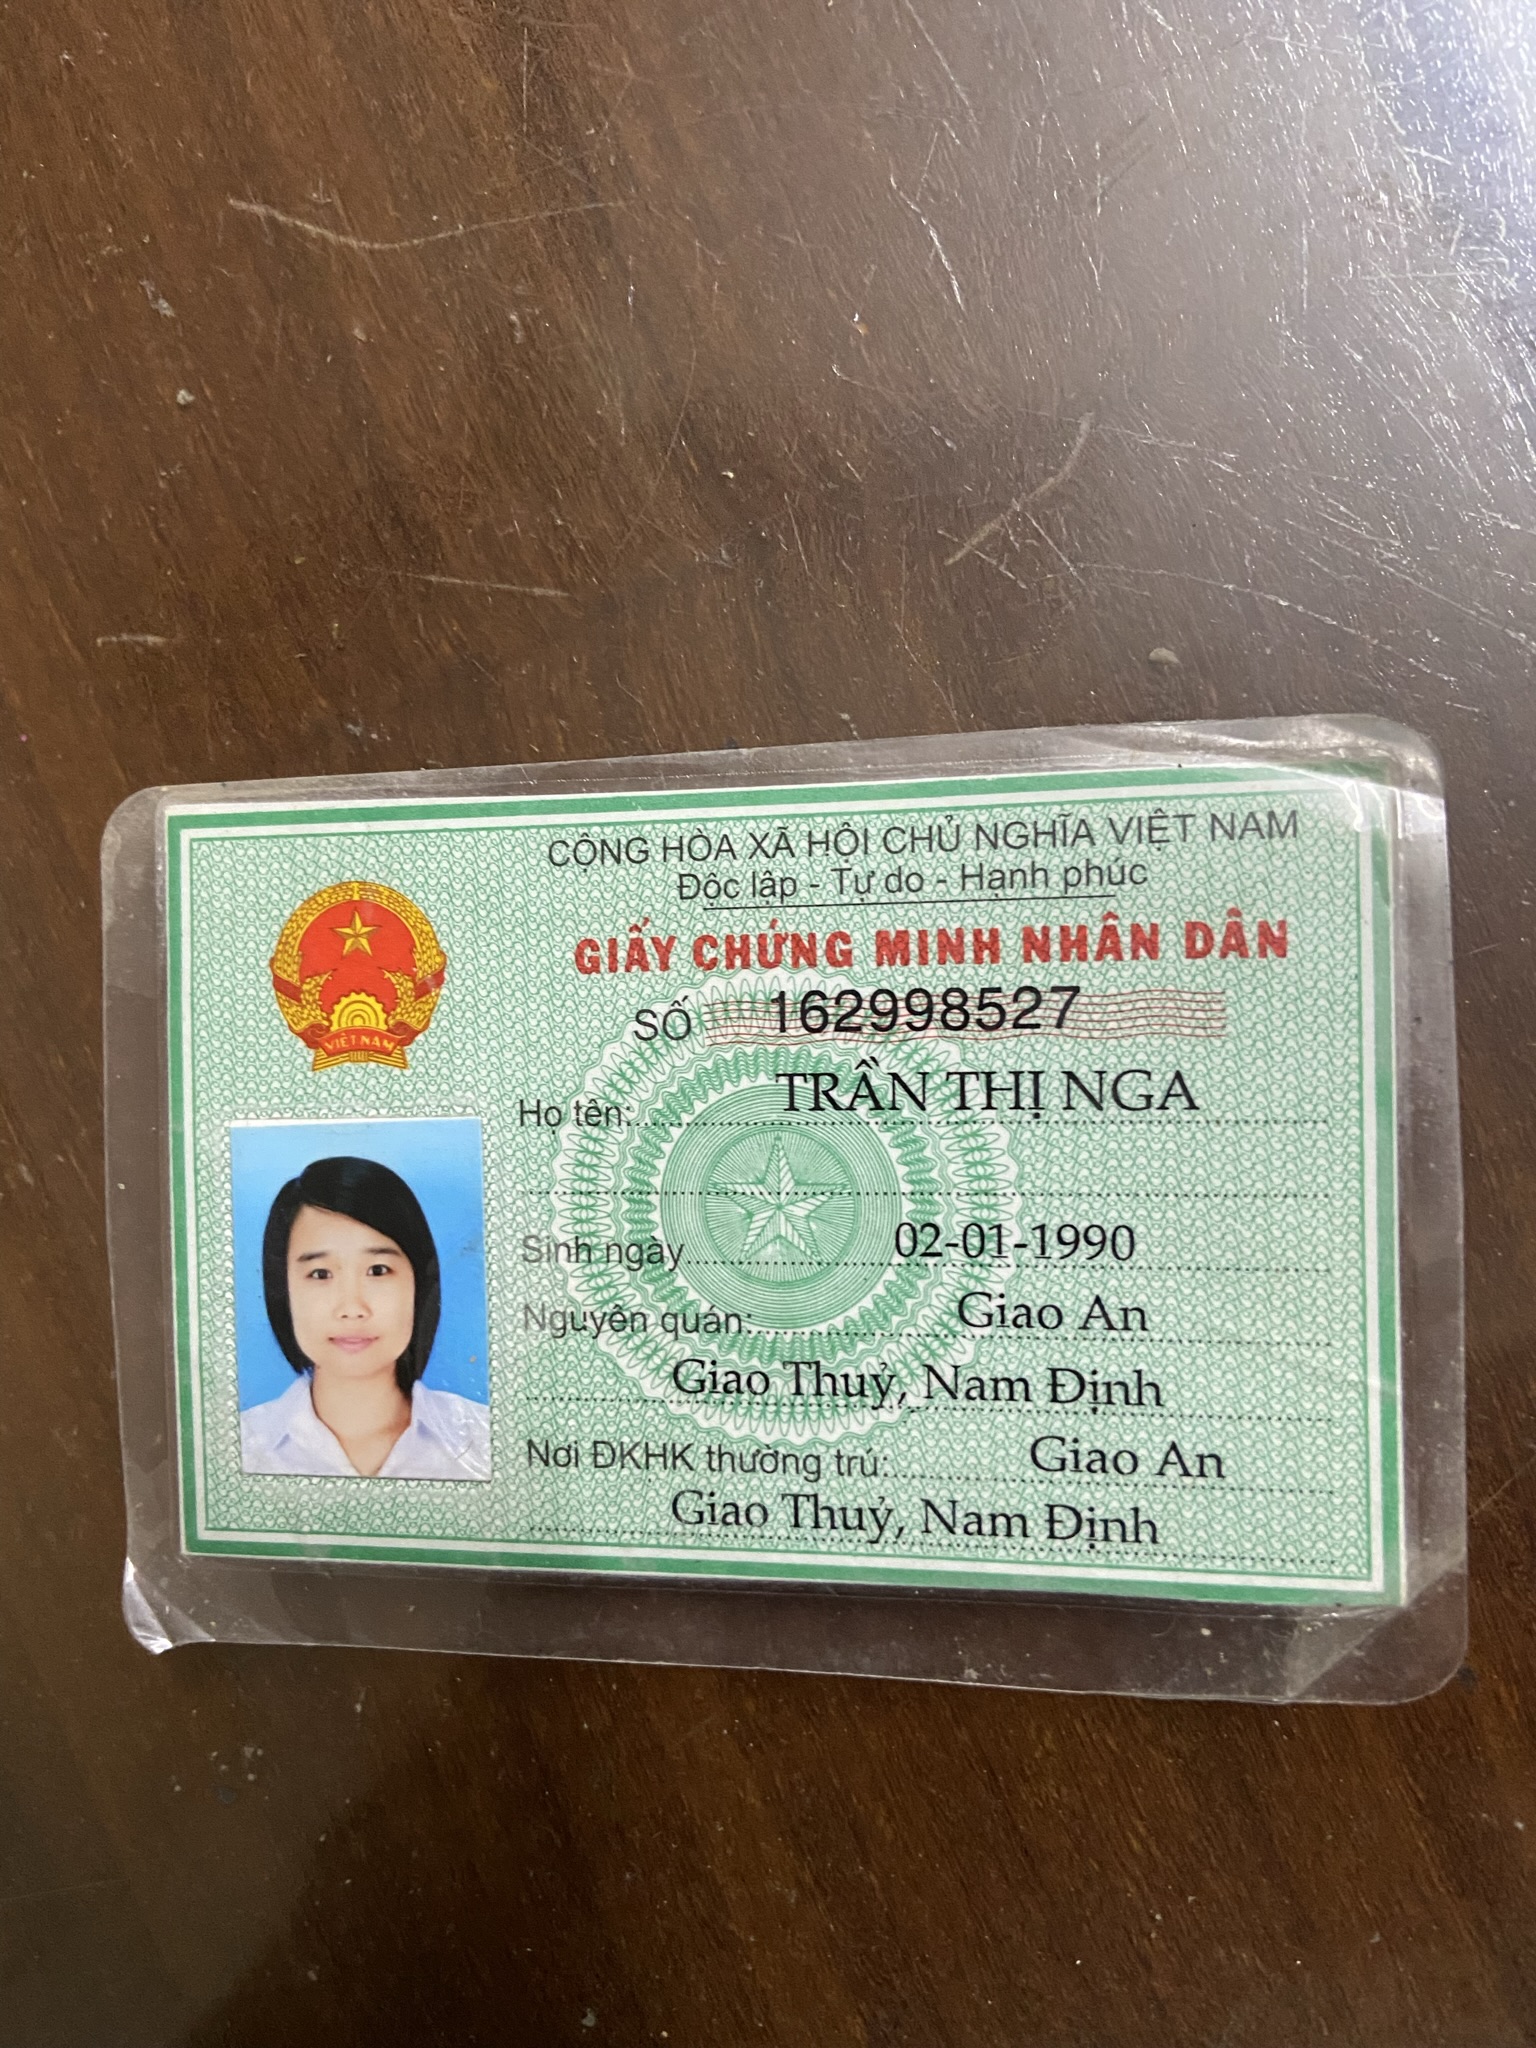 CỘNG HÒA XÃ HỘI CHỦ NGHĨA VIỆT NAM
Độc lập - Tự do - Hạnh phúc
GIẤY CHỨNG MINH NHÂN DÂN
SỐ 162998527
Họ tên: TRẦN THỊ NGA
Sinh ngày 02-01-1990
Nguyên quán: Giao An
Giao Thuỷ, Nam Định
Nơi ĐKHK thường trú: Giao An
Giao Thuỷ, Nam Định
VIỆT NAM